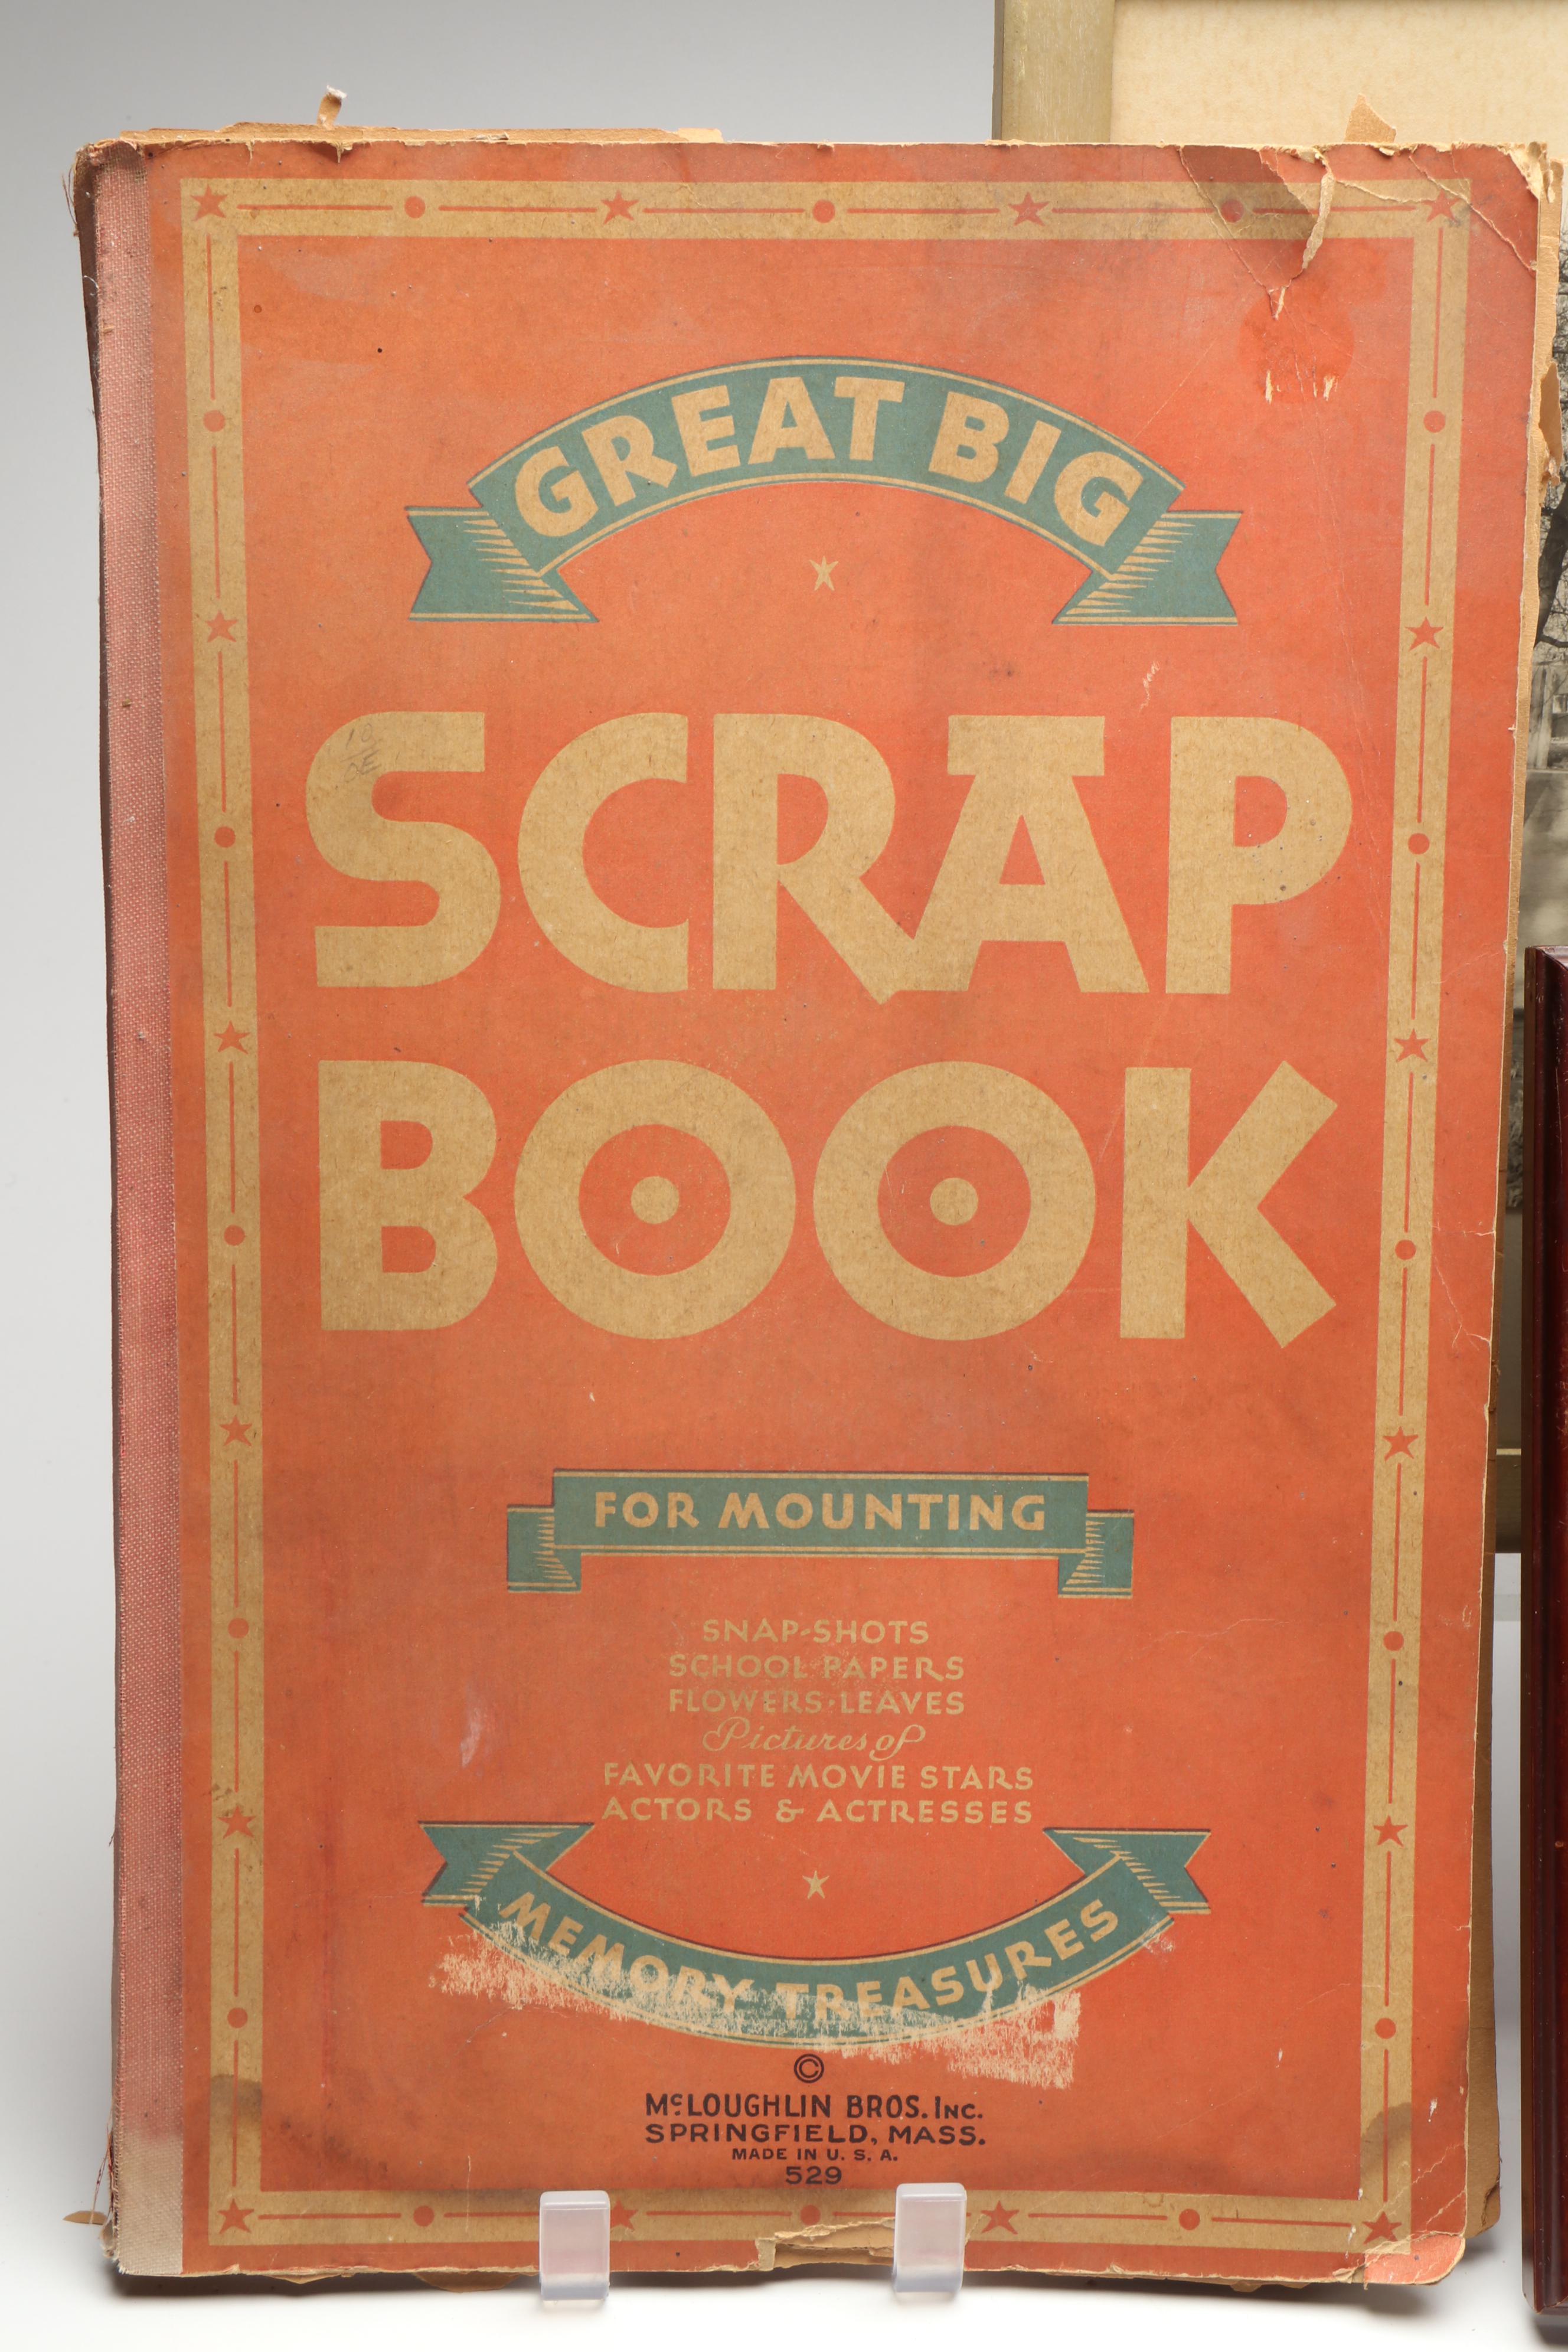 GREAT BIG
SCRAP
BOOK
FOR MOUNTING
SNAP-SHOTS
SCHOOL PAPERS
FLOWERS·LEAVES
Pictures of
FAVORITE MOVIE STARS
ACTORS & ACTRESSES
MEMORY TREASURES
©
McLOUGHLIN BROS. INC.
SPRINGFIELD, MASS.
MADE IN U. S. A.
529